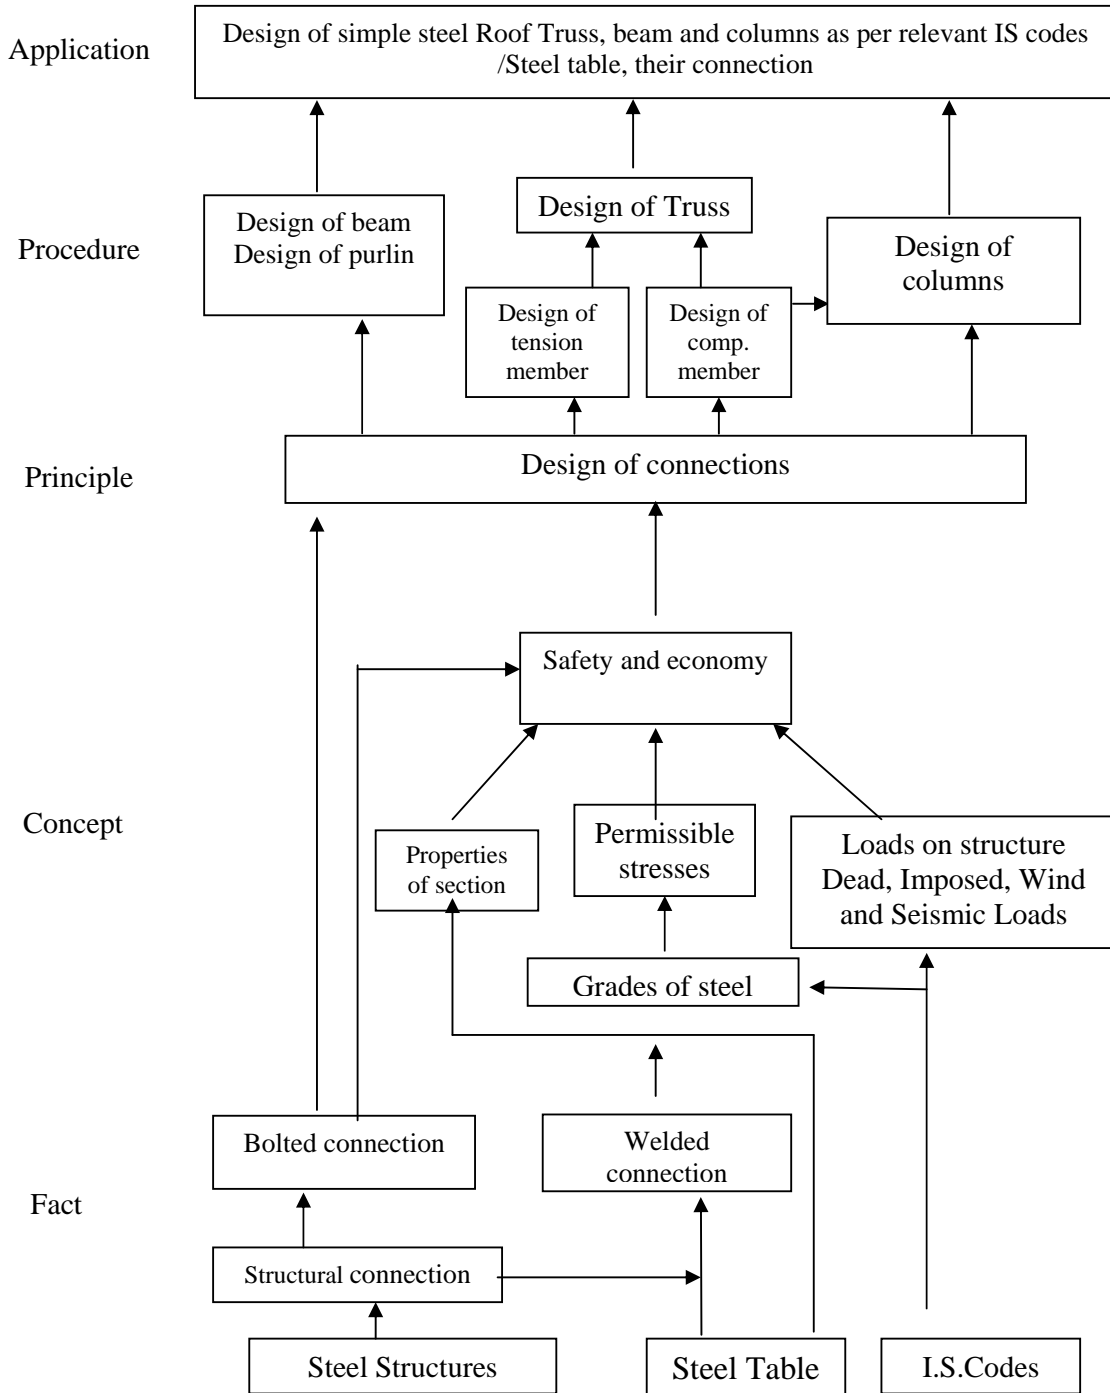 Application
Design of simple steel Roof Truss, beam and columns as per relevant IS codes
/Steel table, their connection
Procedure
Design of beam
Design of purlin
Design of Truss
Design of
columns
Design of
tension
member
Design of
comp.
member
Principle
Design of connections
Safety and economy
Concept
Properties
of section
Permissible
stresses
Loads on structure
Dead, Imposed, Wind
and Seismic Loads
Grades of steel
Fact
Bolted connection
Welded
connection
Structural connection
Steel Structures
Steel Table
I.S.Codes